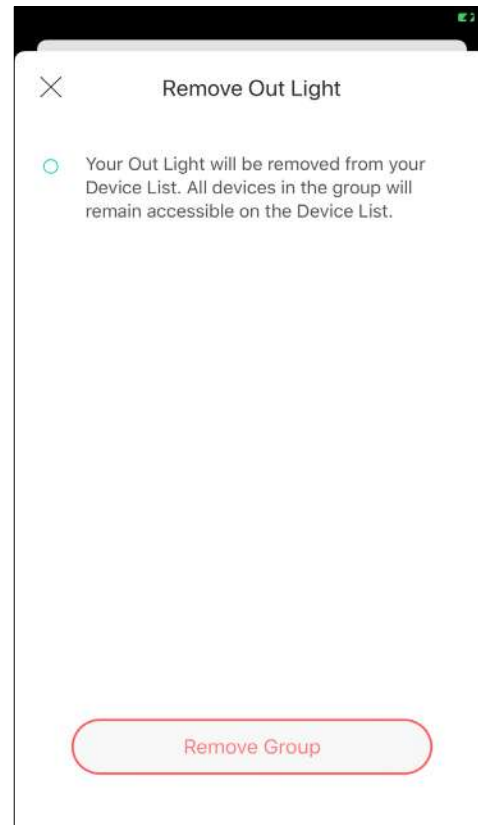 Remove Out Light
Your Out Light will be removed from your
Device List. All devices in the group will
remain accessible on the Device List.
Remove Group